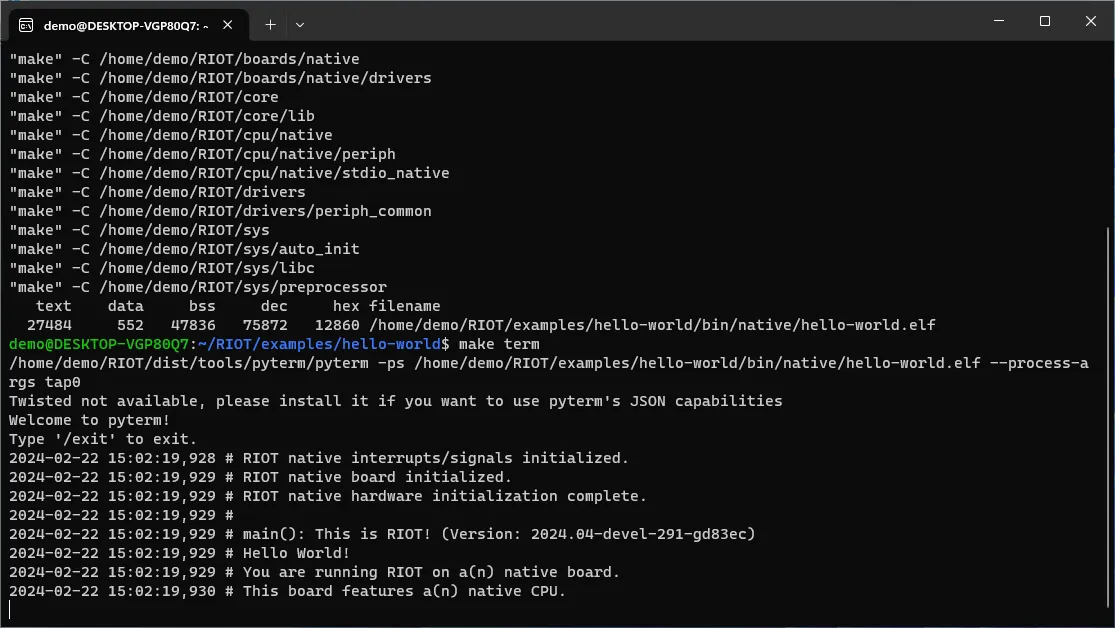 demo@DESKTOP-VGP80Q7: ~
"make" -C /home/demo/RIOT/boards/native
"make" -C /home/demo/RIOT/boards/native/drivers
"make" -C /home/demo/RIOT/core
"make" -C /home/demo/RIOT/core/lib
"make" -C /home/demo/RIOT/cpu/native
"make" -C /home/demo/RIOT/cpu/native/periph
"make" -C /home/demo/RIOT/cpu/native/stdio_native
"make" -C /home/demo/RIOT/drivers
"make" -C /home/demo/RIOT/drivers/periph_common
"make" -C /home/demo/RIOT/sys
"make" -C /home/demo/RIOT/sys/auto_init
"make" -C /home/demo/RIOT/sys/libc
"make" -C /home/demo/RIOT/sys/preprocessor
   text    data     bss     dec     hex filename
  27484     552   47836   75872   12860 /home/demo/RIOT/examples/hello-world/bin/native/hello-world.elf
demo@DESKTOP-VGP80Q7:~/RIOT/examples/hello-world$ make term
/home/demo/RIOT/dist/tools/pyterm/pyterm -ps /home/demo/RIOT/examples/hello-world/bin/native/hello-world.elf --process-a
rgs tap0
Twisted not available, please install it if you want to use pyterm's JSON capabilities
Welcome to pyterm!
Type '/exit' to exit.
2024-02-22 15:02:19,928 # RIOT native interrupts/signals initialized.
2024-02-22 15:02:19,929 # RIOT native board initialized.
2024-02-22 15:02:19,929 # RIOT native hardware initialization complete.
2024-02-22 15:02:19,929 #
2024-02-22 15:02:19,929 # main(): This is RIOT! (Version: 2024.04-devel-291-gd83ec)
2024-02-22 15:02:19,929 # Hello World!
2024-02-22 15:02:19,929 # You are running RIOT on a(n) native board.
2024-02-22 15:02:19,930 # This board features a(n) native CPU.